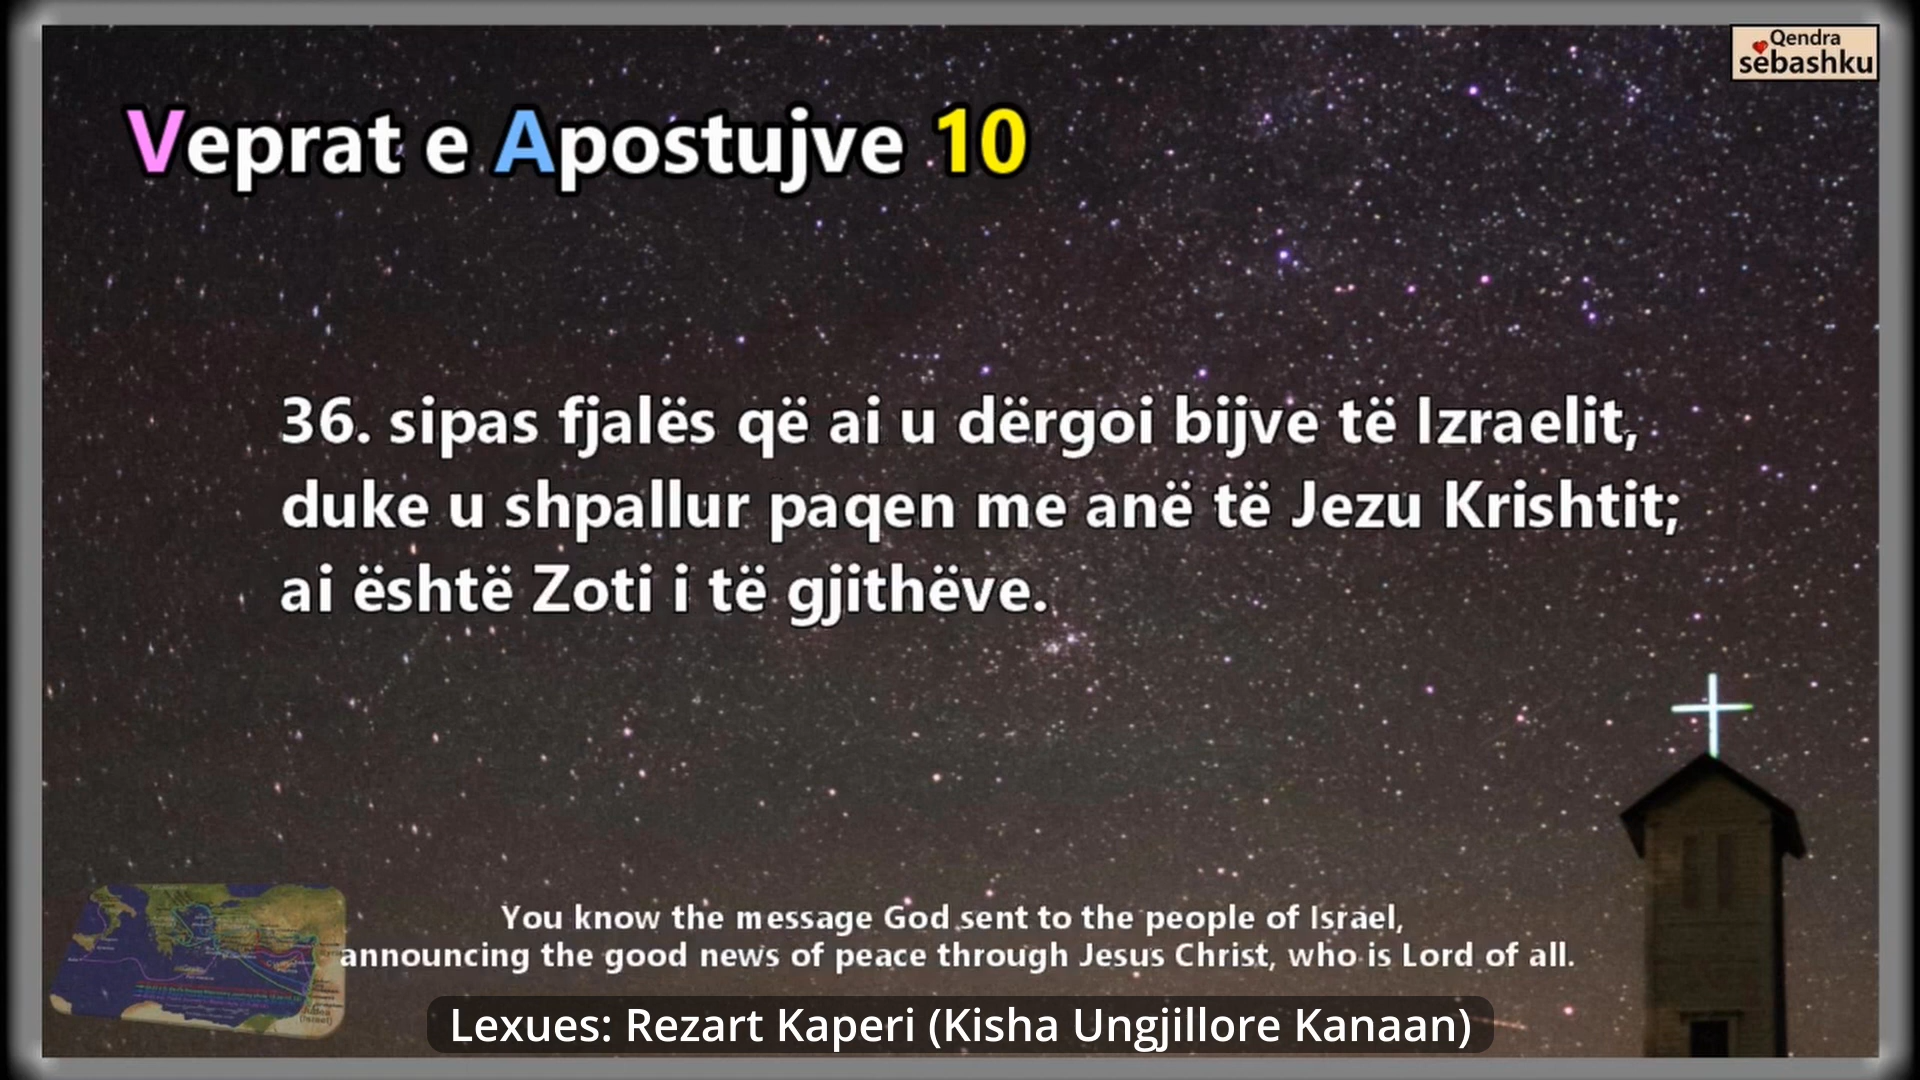 Qendra
sebashku
Veprat e Apostujve 10
36. sipas fjalës që ai u dërgoi bijve të Izraelit,
duke u shpallur paqen me anë të Jezu Krishtit;
ai është Zoti i të gjithëve.
You know the message God sent to the people of Israel,
announcing the good news of peace through Jesus Christ, who is Lord of all.
Lexues: Rezart Kaperi (Kisha Ungjillore Kanaan)